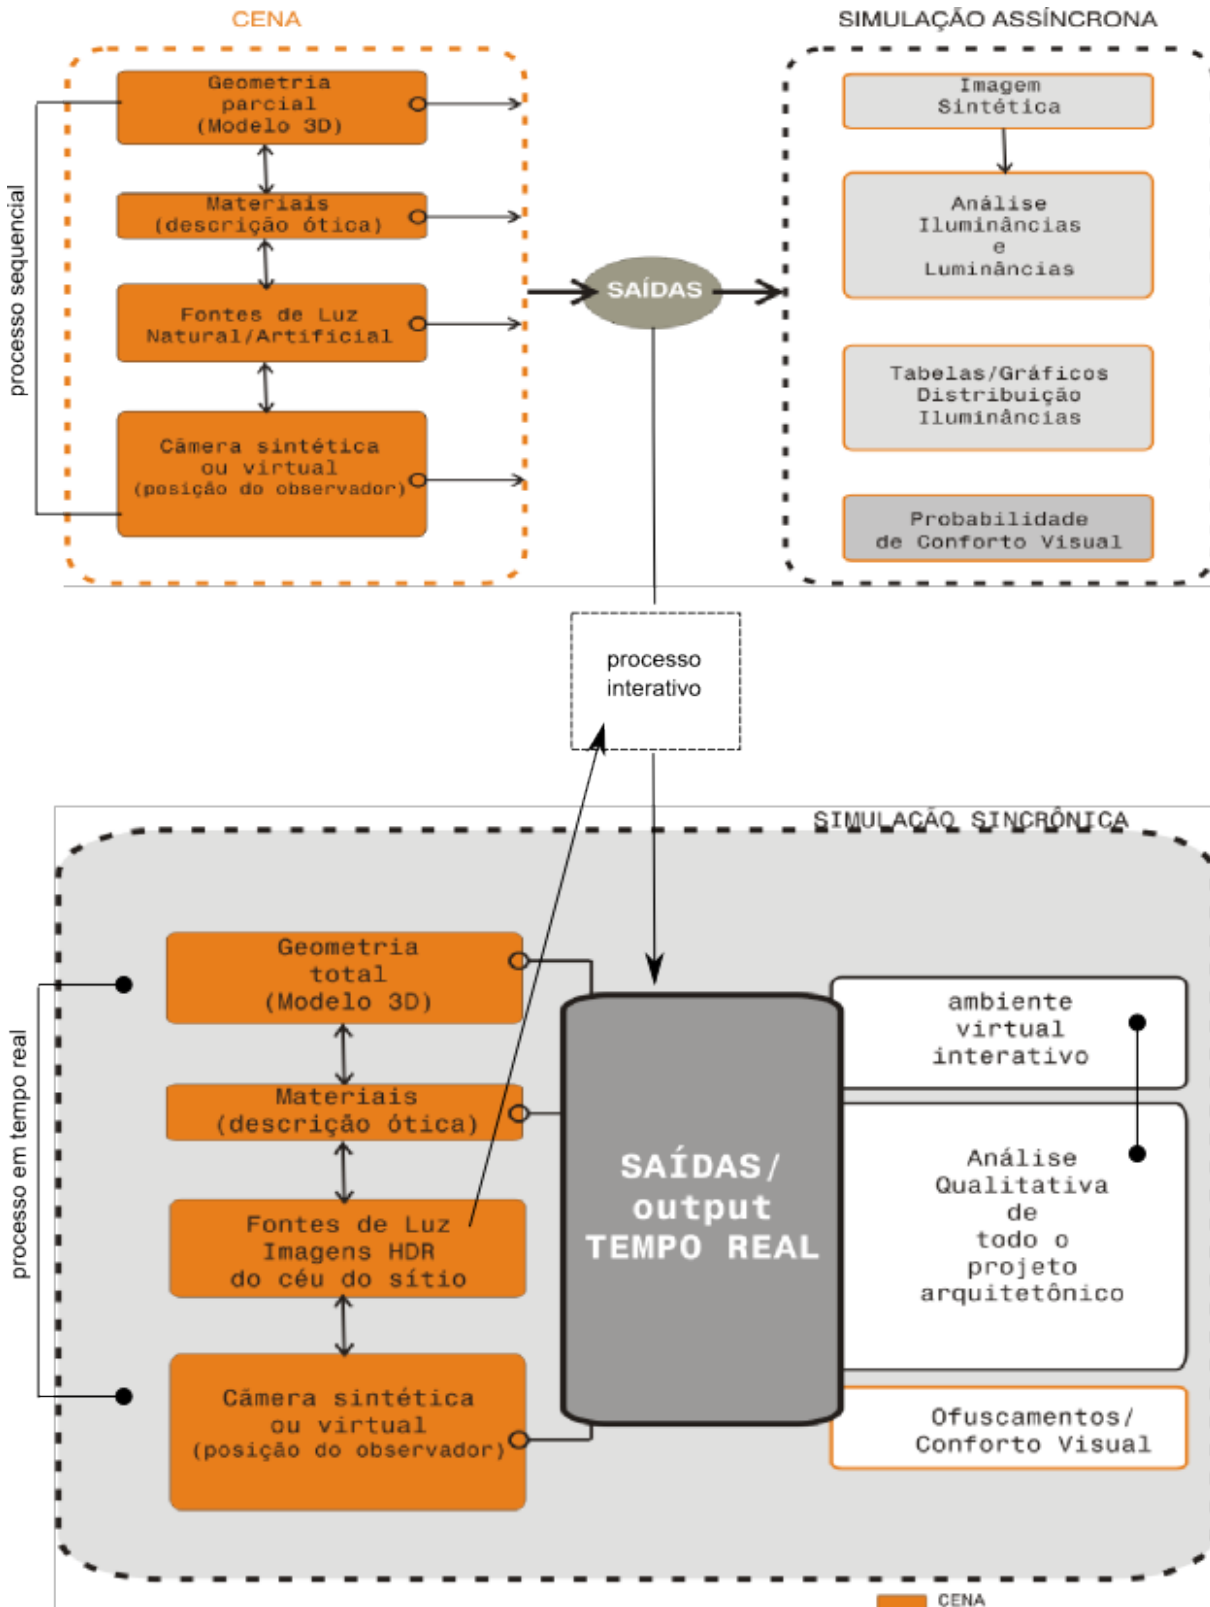 CENA
SIMULAÇÃO ASSÍNCRONA
processo sequencial
Geometria
parcial
(Modelo 3D)
Materiais
(descrição ótica)
Fontes de Luz
Natural/Artificial
Câmera sintética
ou virtual
(posição do observador)
SAÍDAS
Imagem
Sintética
Análise
Iluminâncias
e
Luminâncias
Tabelas/Gráficos
Distribuição
Iluminâncias
Probabilidade
de Conforto Visual
processo
interativo
SIMULAÇÃO SINCRÔNICA
processo em tempo real
Geometria
total
(Modelo 3D)
Materiais
(descrição ótica)
Fontes de Luz
Imagens HDR
do céu do sítio
Câmera sintética
ou virtual
(posição do observador)
SAÍDAS/
output
TEMPO REAL
ambiente
virtual
interativo
Análise
Qualitativa
de
todo o
projeto
arquitetônico
Ofuscamentos/
Conforto Visual
CENA